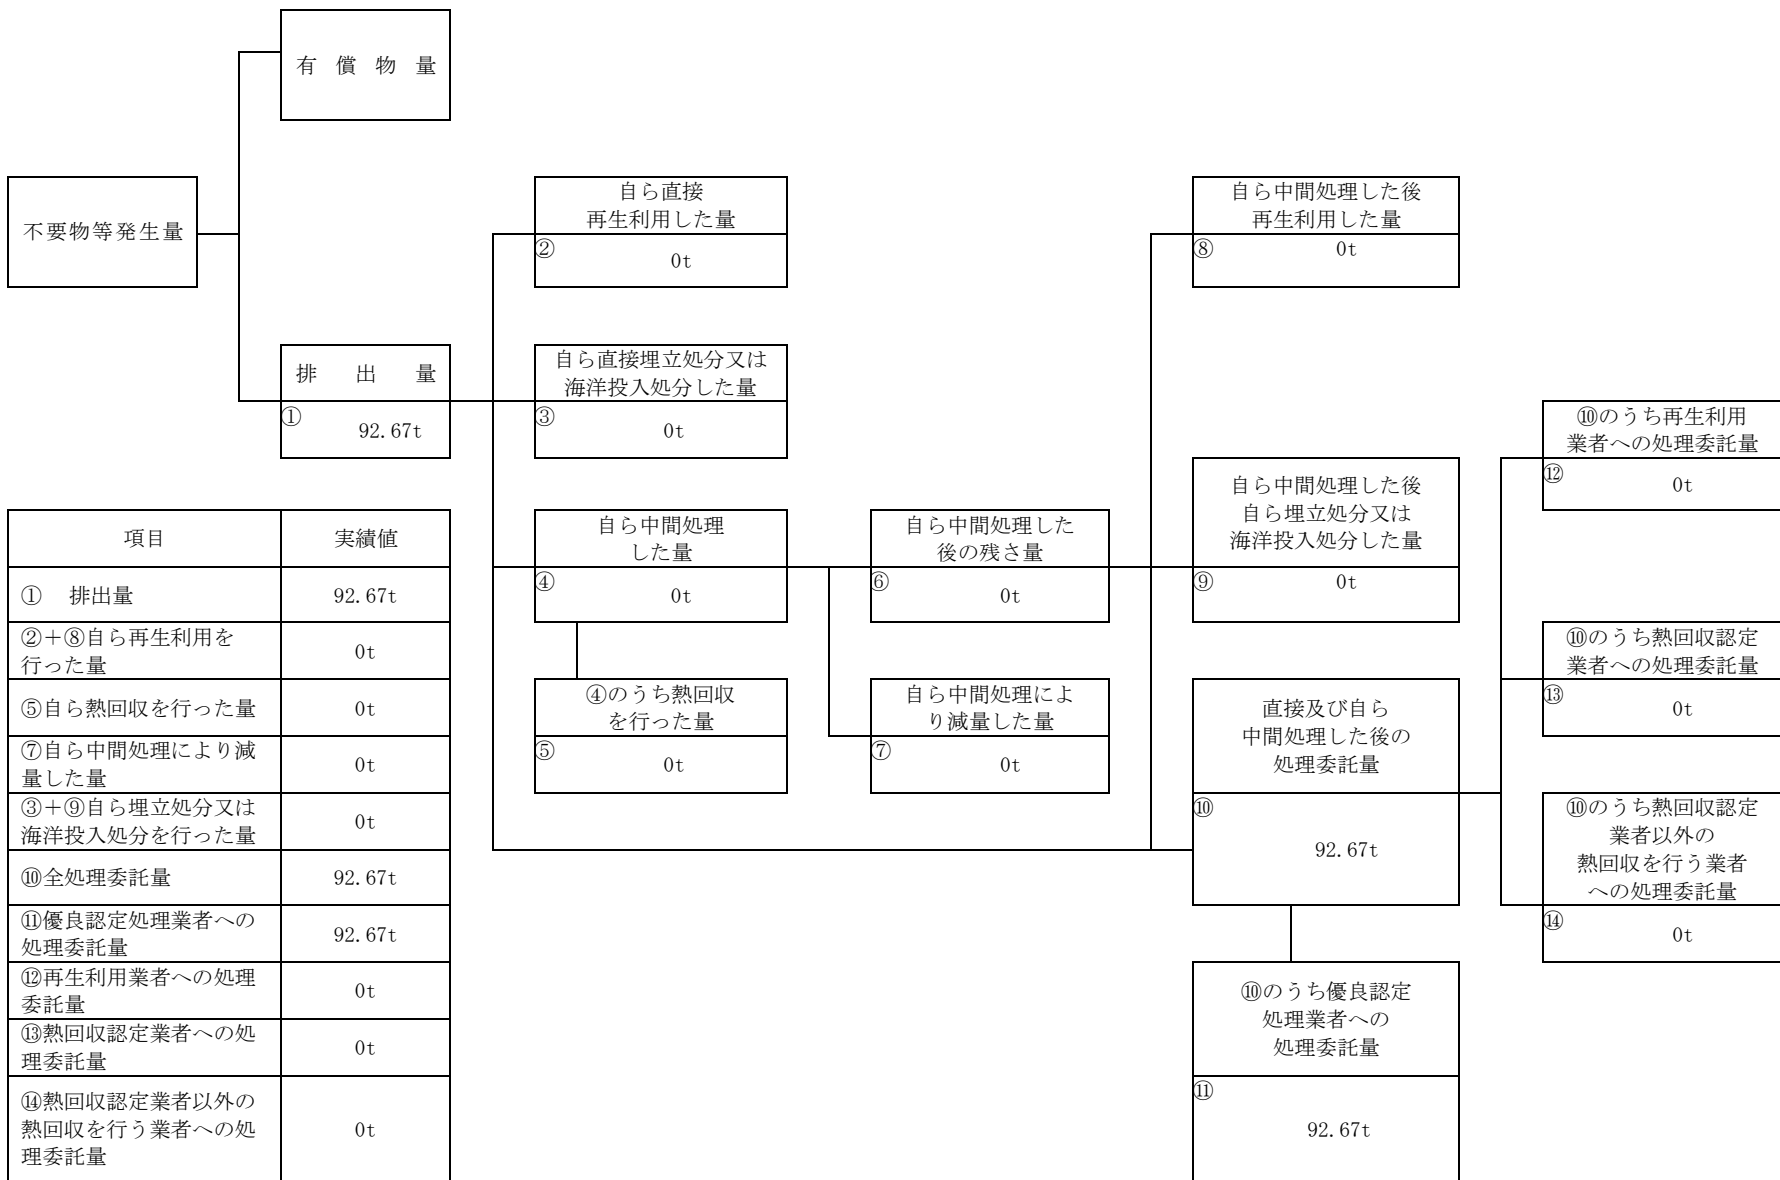 有償物量
不要物等発生量
自ら直接
再生利用した量
② 0t
自ら中間処理した後
再生利用した量
⑧ 0t
排出量
① 92.67t
自ら直接埋立処分又は
海洋投入処分した量
③ 0t
⑩のうち再生利用
業者への処理委託量
⑫ 0t
自ら中間処理
した量
④ 0t
自ら中間処理した
後の残さ量
⑥ 0t
自ら中間処理した後
自ら埋立処分又は
海洋投入処分した量
⑨ 0t
⑩のうち熱回収認定
業者への処理委託量
⑬ 0t
④のうち熱回収
を行った量
⑤ 0t
自ら中間処理によ
り減量した量
⑦ 0t
直接及び自ら
中間処理した後の
処理委託量
⑩
92.67t
⑩のうち熱回収認定
業者以外の
熱回収を行う業者
への処理委託量
⑭ 0t
⑩のうち優良認定
処理業者への
処理委託量
⑪
92.67t
項目 実績値
① 排出量 92.67t
②＋⑧自ら再生利用を
行った量 0t
⑤自ら熱回収を行った量 0t
⑦自ら中間処理により減
量した量 0t
③＋⑨自ら埋立処分又は
海洋投入処分を行った量 0t
⑩全処理委託量 92.67t
⑪優良認定処理業者への
処理委託量 92.67t
⑫再生利用業者への処理
委託量 0t
⑬熱回収認定業者への処
理委託量 0t
⑭熱回収認定業者以外の
熱回収を行う業者への処
理委託量 0t